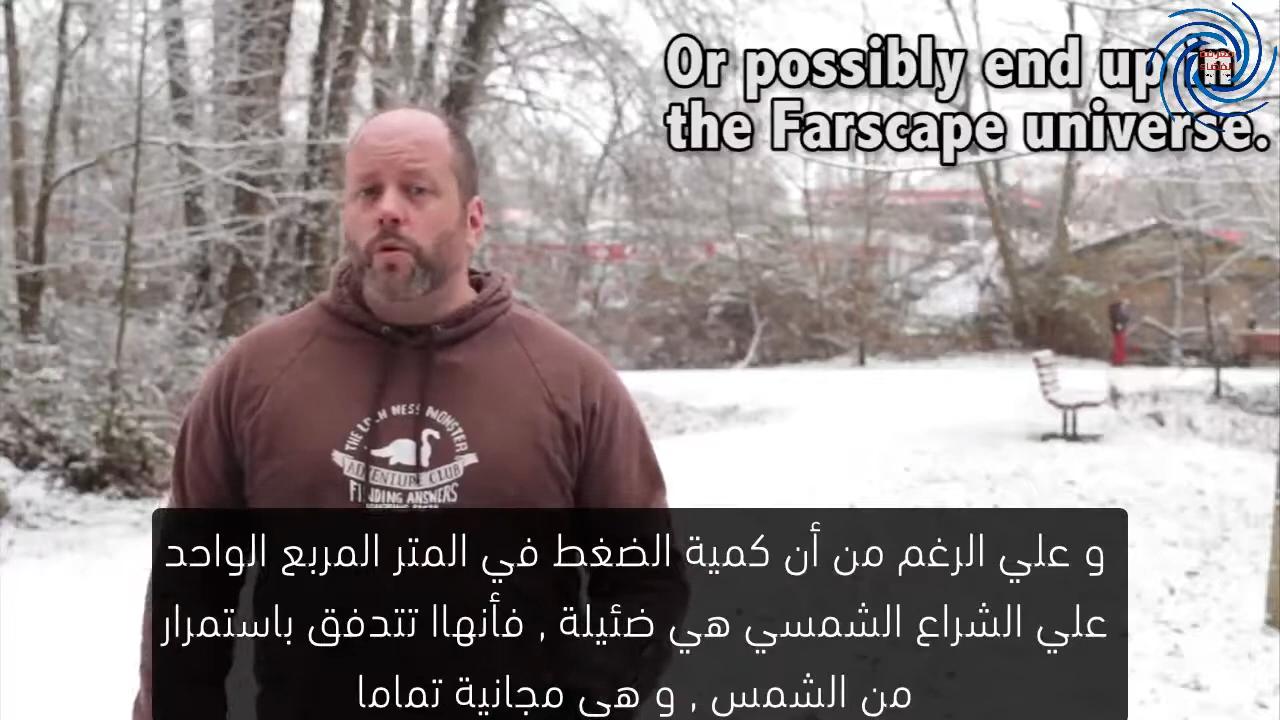 Or possibly end up in
the Farscape universe.
THE LOCH NESS MONSTER
ADVENTURE CLUB
FINDING ANSWERS
و علي الرغم من أن كمية الضغط في المتر المربع الواحد
علي الشراع الشمسي هي ضئيلة , فأنهاا تتدفق باستمرار
من الشمس , و هى مجانية تماما